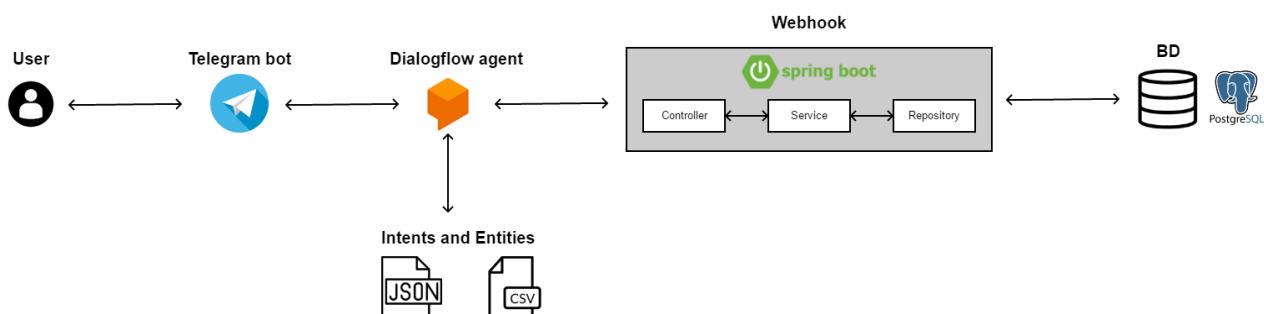 Webhook
User
Telegram bot
Dialogflow agent
spring boot
BD
Controller
Service
Repository
PostgreSQL
Intents and Entities
JSON
CSV